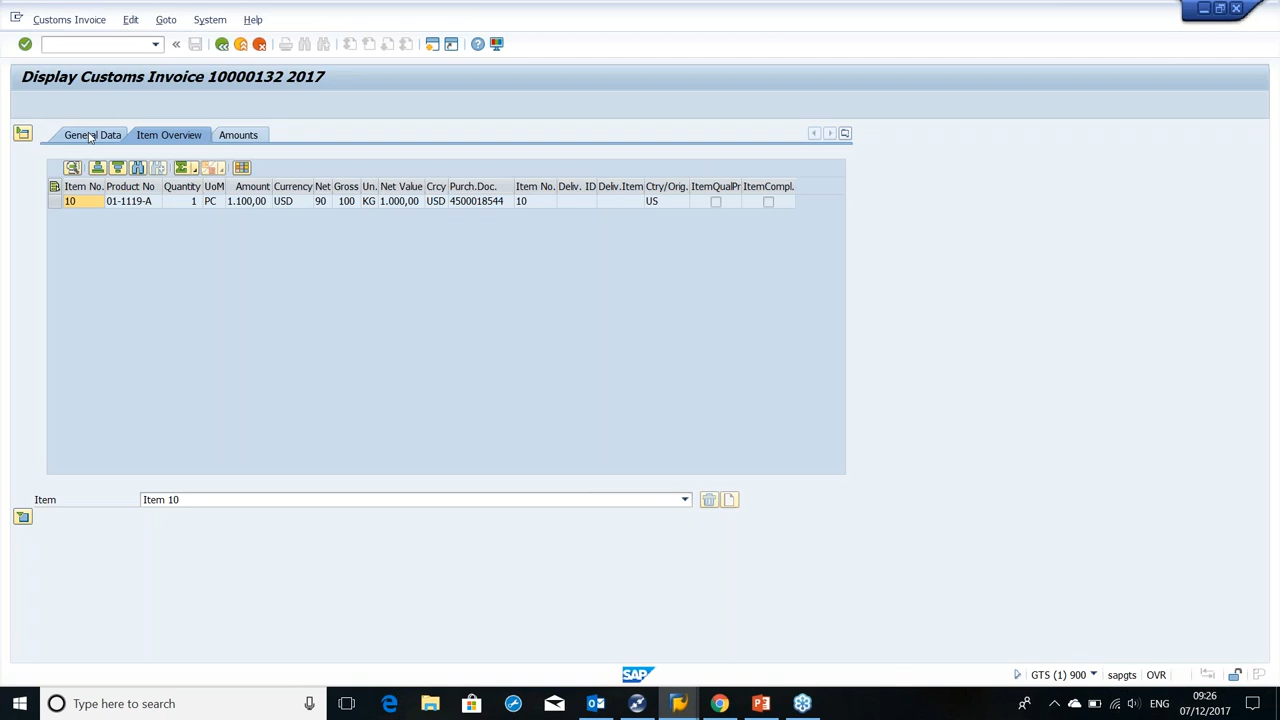 Customs Invoice Edit Goto System Help
Display Customs Invoice 10000132 2017
General Data Item Overview Amounts
Item No. Product No Quantity UoM Amount Currency Net Gross Un. Net Value Crcy Purch.Doc. Item No. Deliv. ID Deliv.Item Ctry/Orig. ItemQualPr ItemCompl.
10 01-1119-A 1 PC 1.100,00 USD 90 100 KG 1.000,00 USD 4500018544 10 US
Item Item 10
SAP GTS (1) 900 sapgts OVR
Type here to search ENG 09:26
07/12/2017